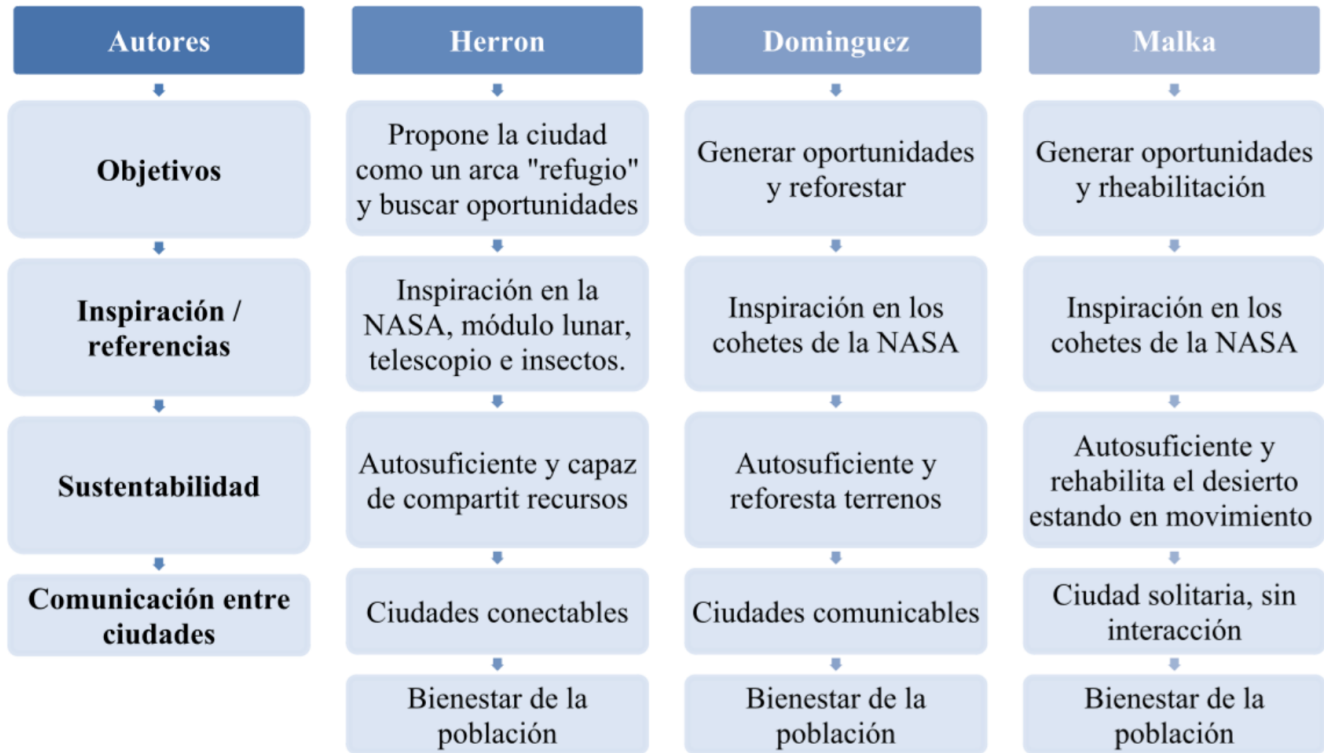 Autores
Herron
Dominguez
Malka
Objetivos
Propone la ciudad
como un arca "refugio"
y buscar oportunidades
Generar oportunidades
y reforestar
Generar oportunidades
y rheabilitación
Inspiración /
referencias
Inspiración en la
NASA, módulo lunar,
telescopio e insectos.
Inspiración en los
cohetes de la NASA
Inspiración en los
cohetes de la NASA
Sustentabilidad
Autosuficiente y capaz
de compartit recursos
Autosuficiente y
reforesta terrenos
Autosuficiente y
rehabilita el desierto
estando en movimiento
Comunicación entre
ciudades
Ciudades conectables
Ciudades comunicables
Ciudad solitaria, sin
interacción
Bienestar de la
población
Bienestar de la
población
Bienestar de la
población